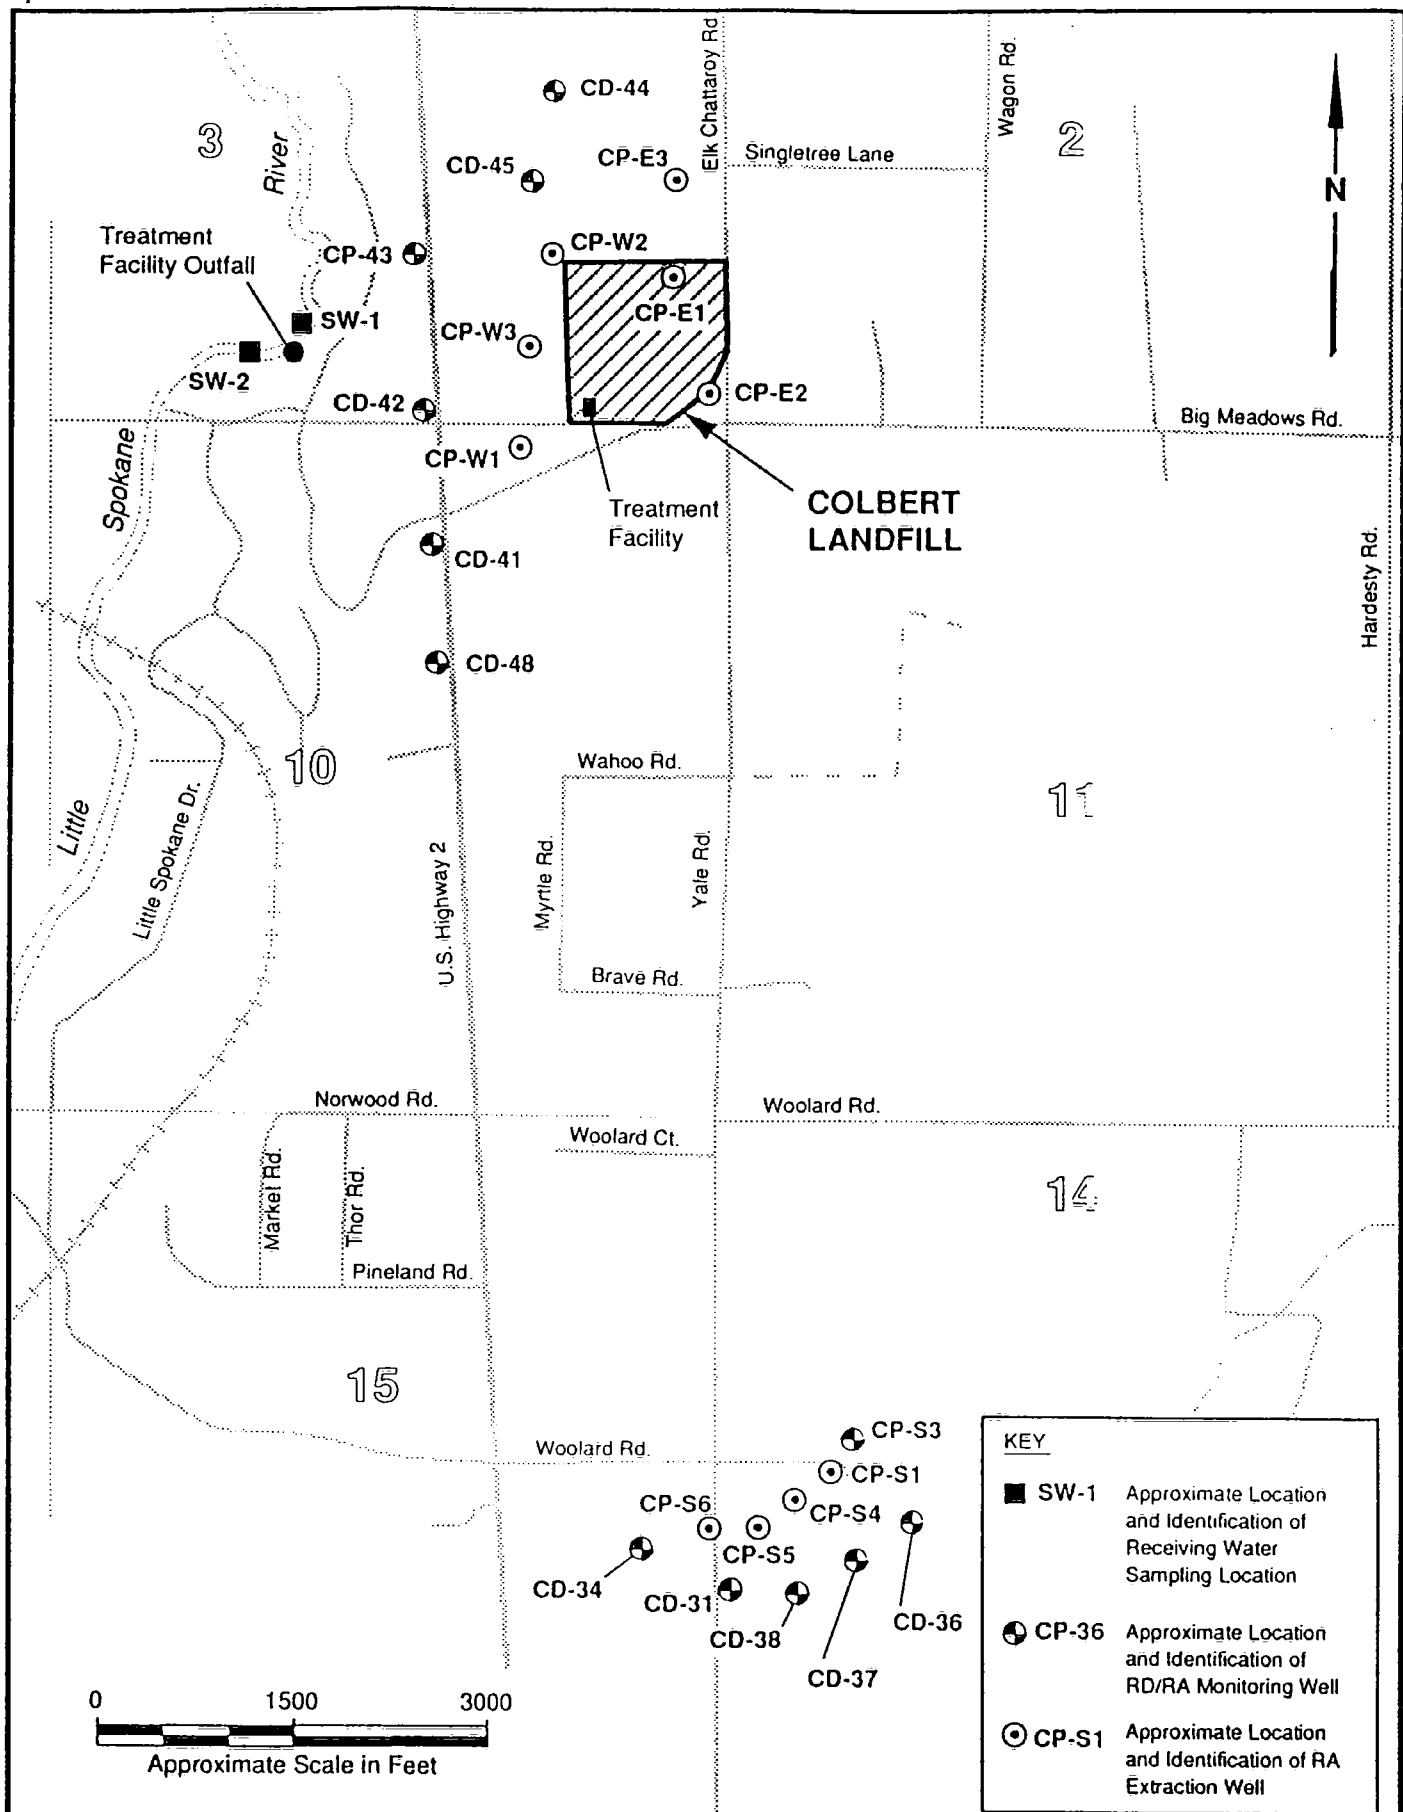 CD-44
Elk Chattaroy Rd
Wagon Rd.
3
2
River
CD-45
CP-E3
Singletree Lane
N
Treatment
Facility Outfall
CP-43
CP-W2
CP-E1
SW-1
CP-W3
SW-2
CD-42
CP-E2
Big Meadows Rd.
CP-W1
Spokane
Treatment
Facility
COLBERT
LANDFILL
CD-41
Hardesty Rd.
CD-48
10
Wahoo Rd.
11
Little
Little Spokane Dr.
U.S. Highway 2
Myrtle Rd.
Yale Rd.
Brave Rd.
Norwood Rd.
Woolard Rd.
Woolard Ct.
Market Rd.
Thor Rd.
14
Pineland Rd.
15
Woolard Rd.
CP-S3
CP-S1
CP-S6
CP-S4
CP-S5
CD-34
CD-31
CD-36
CD-38
CD-37
KEY
SW-1 Approximate Location
and Identification of
Receiving Water
Sampling Location
CP-36 Approximate Location
and Identification of
RD/RA Monitoring Well
CP-S1 Approximate Location
and Identification of RA
Extraction Well
0 1500 3000
Approximate Scale in Feet